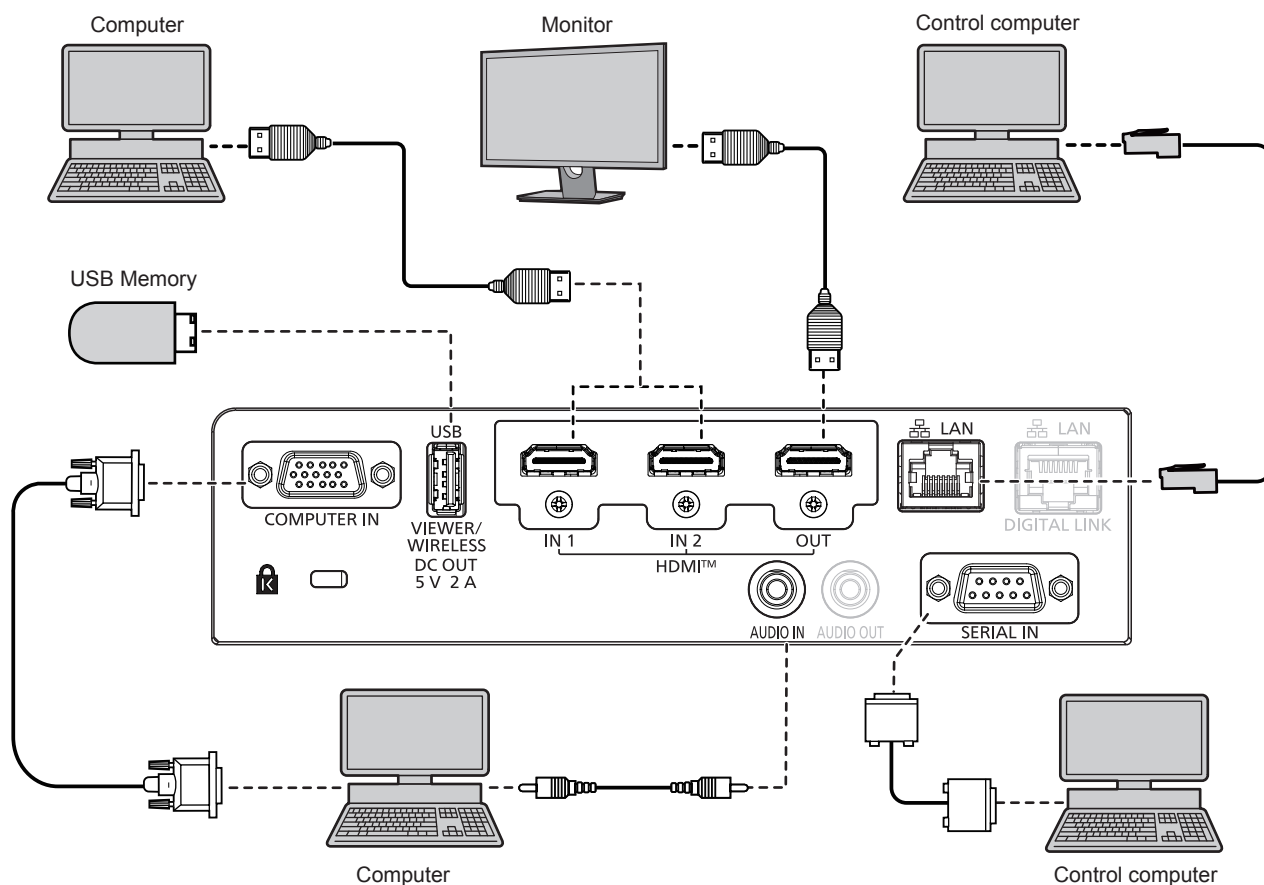 Computer
Monitor
Control computer
USB Memory
USB
LAN
LAN
COMPUTER IN
VIEWER/
WIRELESS
DC OUT
5 V 2 A
IN 1
IN 2
OUT
HDMI™
DIGITAL LINK
K
AUDIO IN
AUDIO OUT
SERIAL IN
Computer
Control computer